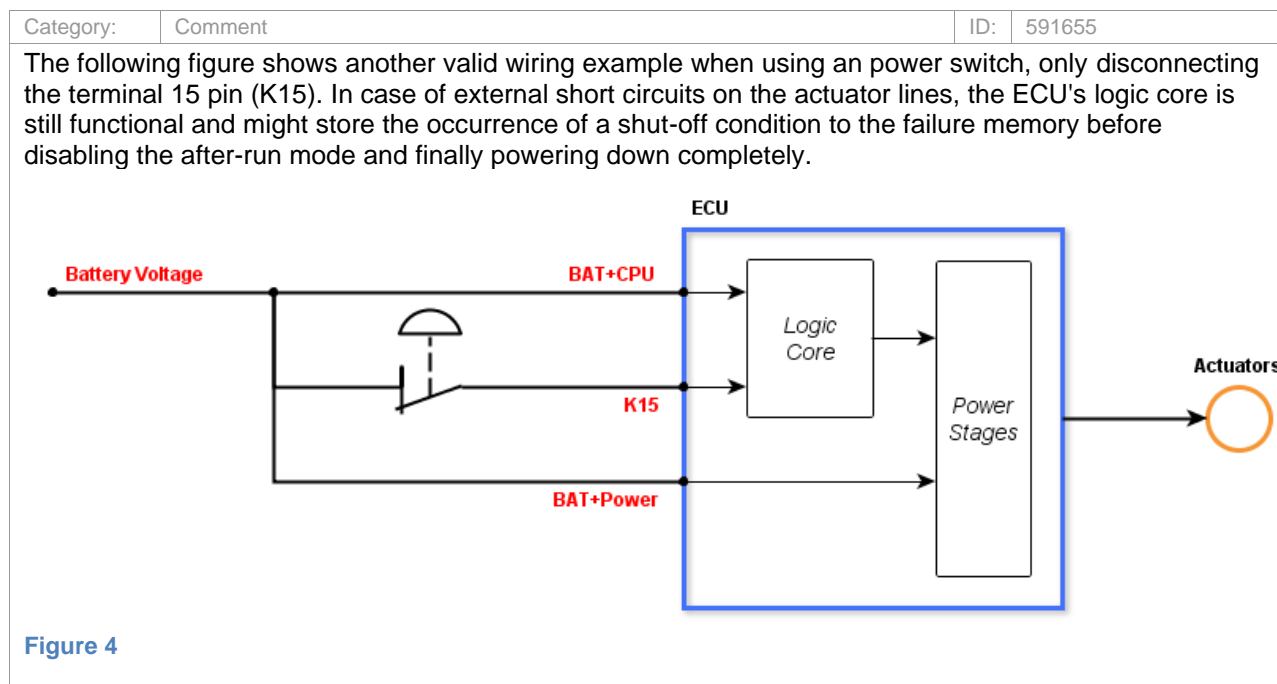 Category: Comment ID: 591655
The following figure shows another valid wiring example when using an power switch, only disconnecting
the terminal 15 pin (K15). In case of external short circuits on the actuator lines, the ECU's logic core is
still functional and might store the occurrence of a shut-off condition to the failure memory before
disabling the after-run mode and finally powering down completely.
ECU
Battery Voltage BAT+CPU
Logic
Core
Actuators
K15
Power
Stages
BAT+Power
Figure 4